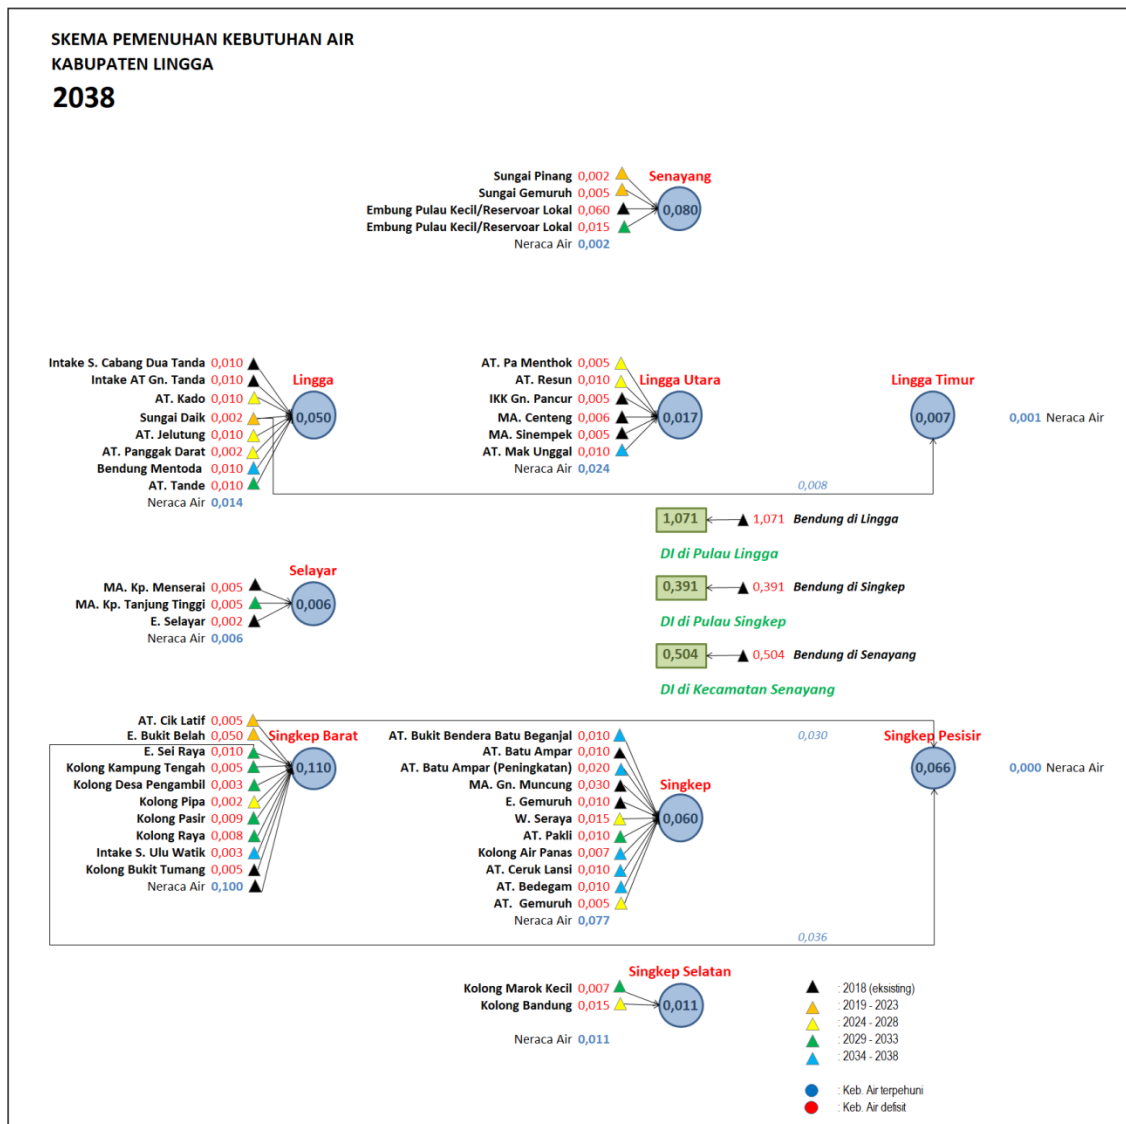 SKEMA PEMENUHAN KEBUTUHAN AIR
KABUPATEN LINGGA
2038
Senayang
Sungai Pinang 0,002
Sungai Gemuruh 0,005
Embung Pulau Kecil/Reservoar Lokal 0,060
Embung Pulau Kecil/Reservoar Lokal 0,015
Neraca Air 0,002
0,080
Lingga
Intake S. Cabang Dua Tanda 0,010
Intake AT Gn. Tanda 0,010
AT. Kado 0,010
Sungai Daik 0,002
AT. Jelutung 0,010
AT. Panggak Darat 0,002
Bendung Mentoda 0,010
AT. Tande 0,010
Neraca Air 0,014
0,050
Lingga Utara
AT. Pa Menthok 0,005
AT. Resun 0,010
IKK Gn. Pancur 0,005
MA. Centeng 0,006
MA. Sinempek 0,005
AT. Mak Unggal 0,010
Neraca Air 0,024
0,017
Lingga Timur
0,007
0,001 Neraca Air
0,008
1,071 1,071 Bendung di Lingga
DI di Pulau Lingga
0,391 0,391 Bendung di Singkep
DI di Pulau Singkep
0,504 0,504 Bendung di Senayang
DI di Kecamatan Senayang
Selayar
MA. Kp. Menserai 0,005
MA. Kp. Tanjung Tinggi 0,005
E. Selayar 0,002
Neraca Air 0,006
0,006
Singkep Barat
AT. Cik Latif 0,005
E. Bukit Belah 0,050
E. Sei Raya 0,010
Kolong Kampung Tengah 0,005
Kolong Desa Pengambil 0,003
Kolong Pipa 0,002
Kolong Pasir 0,009
Kolong Raya 0,008
Intake S. Ulu Watik 0,003
Kolong Bukit Tumang 0,005
Neraca Air 0,100
0,110
Singkep
AT. Bukit Bendera Batu Beganjal 0,010
AT. Batu Ampar 0,010
AT. Batu Ampar (Peningkatan) 0,020
MA. Gn. Muncung 0,030
E. Gemuruh 0,010
W. Seraya 0,015
AT. Pakli 0,010
Kolong Air Panas 0,007
AT. Ceruk Lansi 0,010
AT. Bedegam 0,010
AT. Gemuruh 0,005
Neraca Air 0,077
0,060
0,030
Singkep Pesisir
0,066
0,000 Neraca Air
0,036
Singkep Selatan
Kolong Marok Kecil 0,007
Kolong Bandung 0,015
Neraca Air 0,011
0,011
: 2018 (eksisting)
: 2019 - 2023
: 2024 - 2028
: 2029 - 2033
: 2034 - 2038
: Keb. Air terpehuni
: Keb. Air defisit